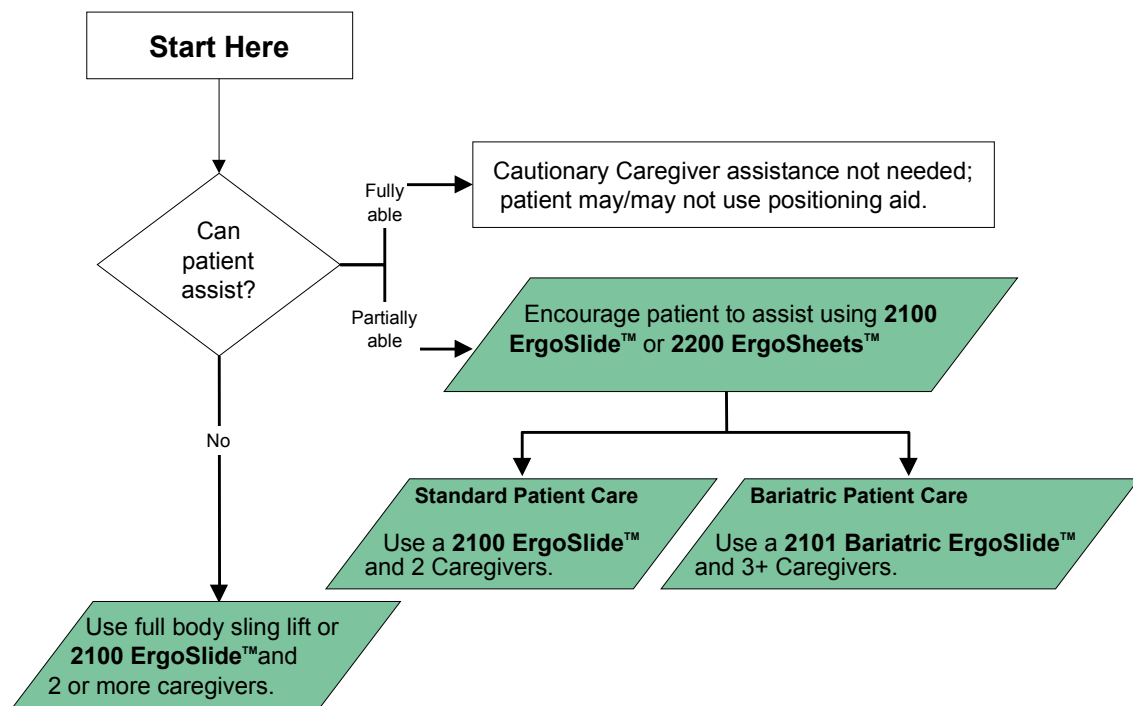 Start Here
Can
patient
assist?
Fully
able
Cautionary Caregiver assistance not needed;
patient may/may not use positioning aid.
Partially
able
Encourage patient to assist using 2100
ErgoSlide™ or 2200 ErgoSheets™
No
Standard Patient Care
Use a 2100 ErgoSlide™
and 2 Caregivers.
Bariatric Patient Care
Use a 2101 Bariatric ErgoSlide™
and 3+ Caregivers.
Use full body sling lift or
2100 ErgoSlide™and
2 or more caregivers.